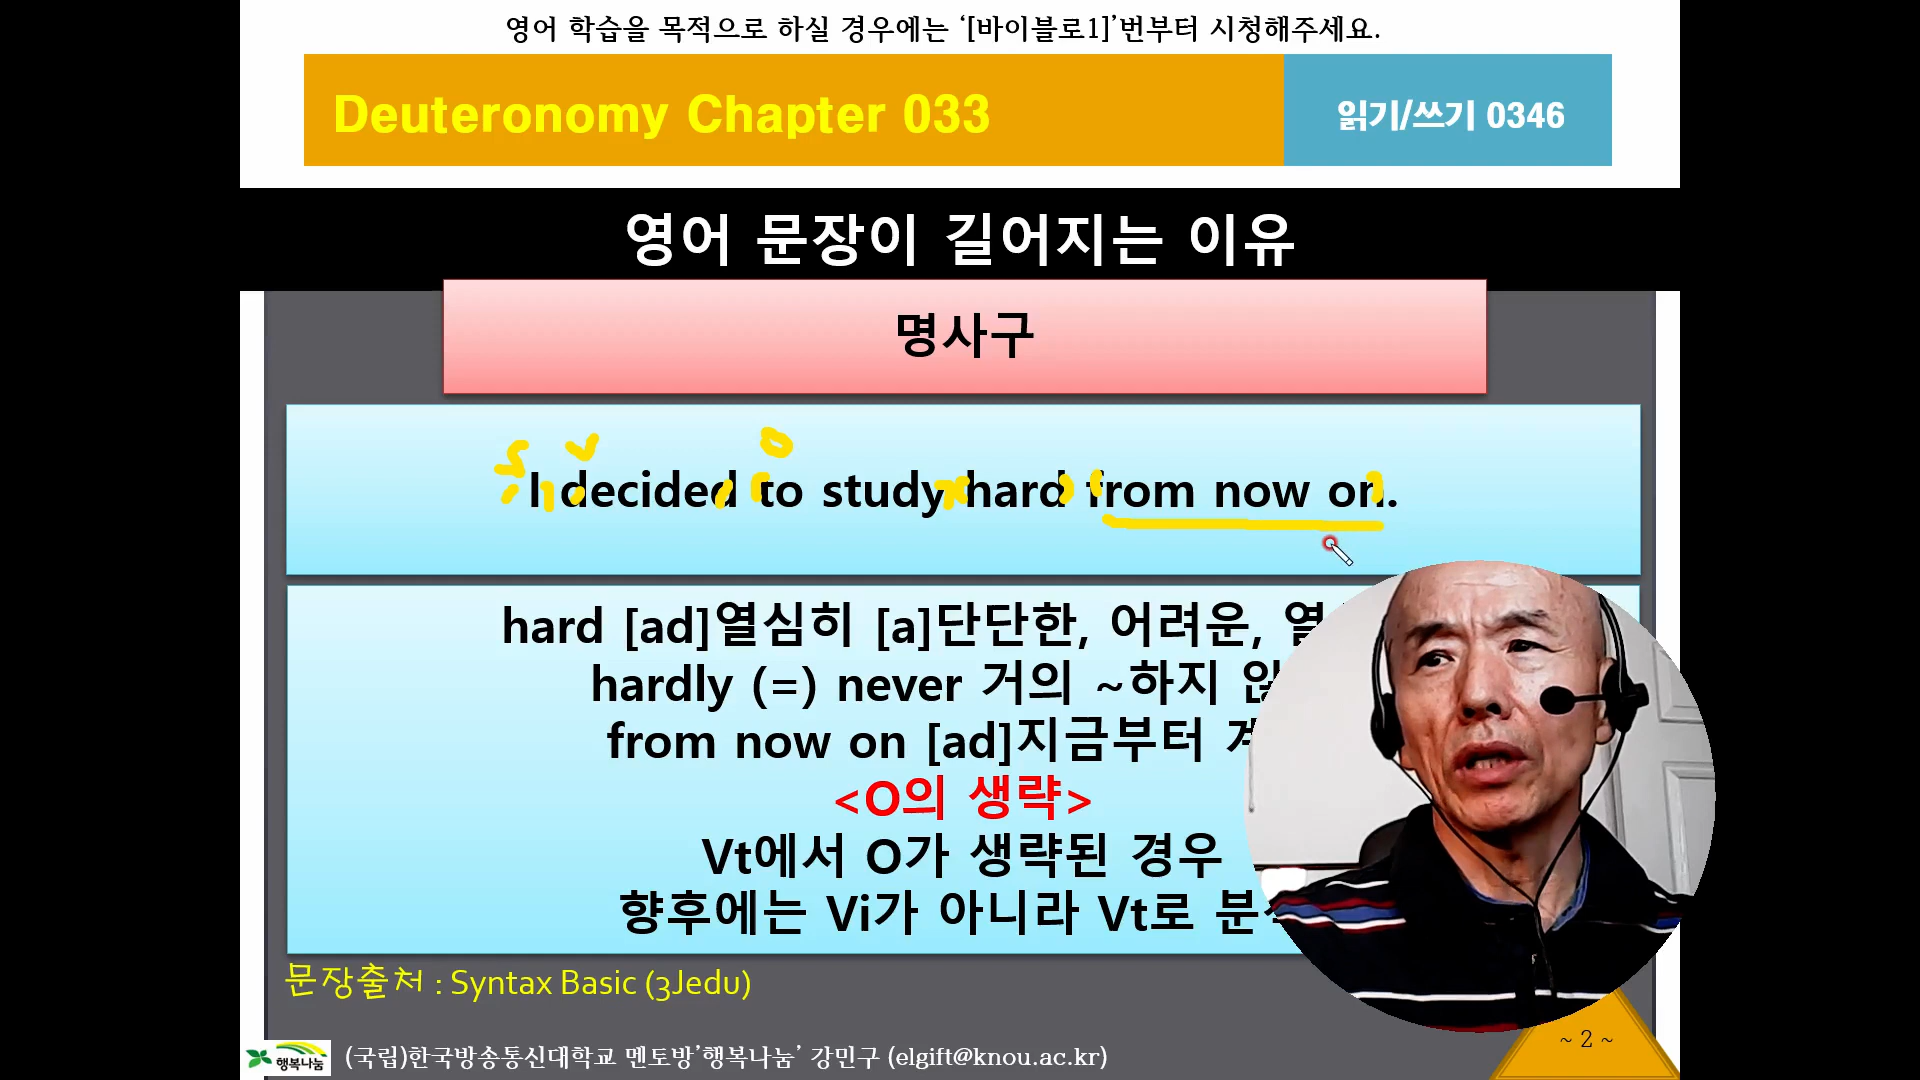 영어 학습을 목적으로 하실 경우에는 ‘[바이블로1]’번부터 시청해주세요.
Deuteronomy Chapter 033
읽기/쓰기 0346
영어 문장이 길어지는 이유
명사구
S V O
I decided to study hard from now on.
hard [ad]열심히 [a]단단한, 어려운,
hardly (=) never 거의 ~하지
from now on [ad]지금부터
<O의 생략>
Vt에서 O가 생략된 경우
향후에는 Vi가 아니라 Vt로
문장출처 : Syntax Basic (3Jedu)
행복나눔
(국립)한국방송통신대학교 멘토방’행복나눔’ 강민구 (elgift@knou.ac.kr)
~ 2 ~